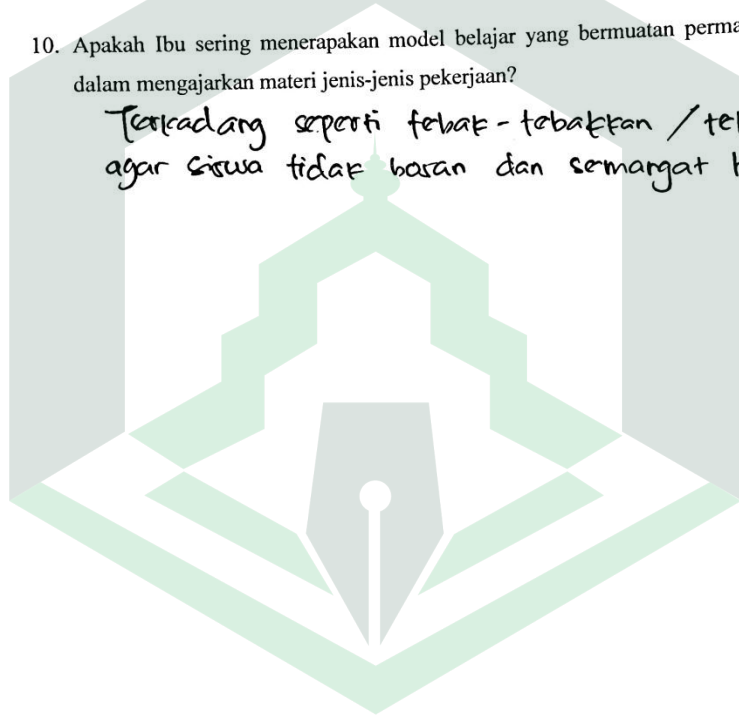 10. Apakah Ibu sering menerapakan model belajar yang bermuatan perma
dalam mengajarkan materi jenis-jenis pekerjaan?
Terkadang seperti tebak-tebakkan / te
agar siswa tidak bosan dan semangat